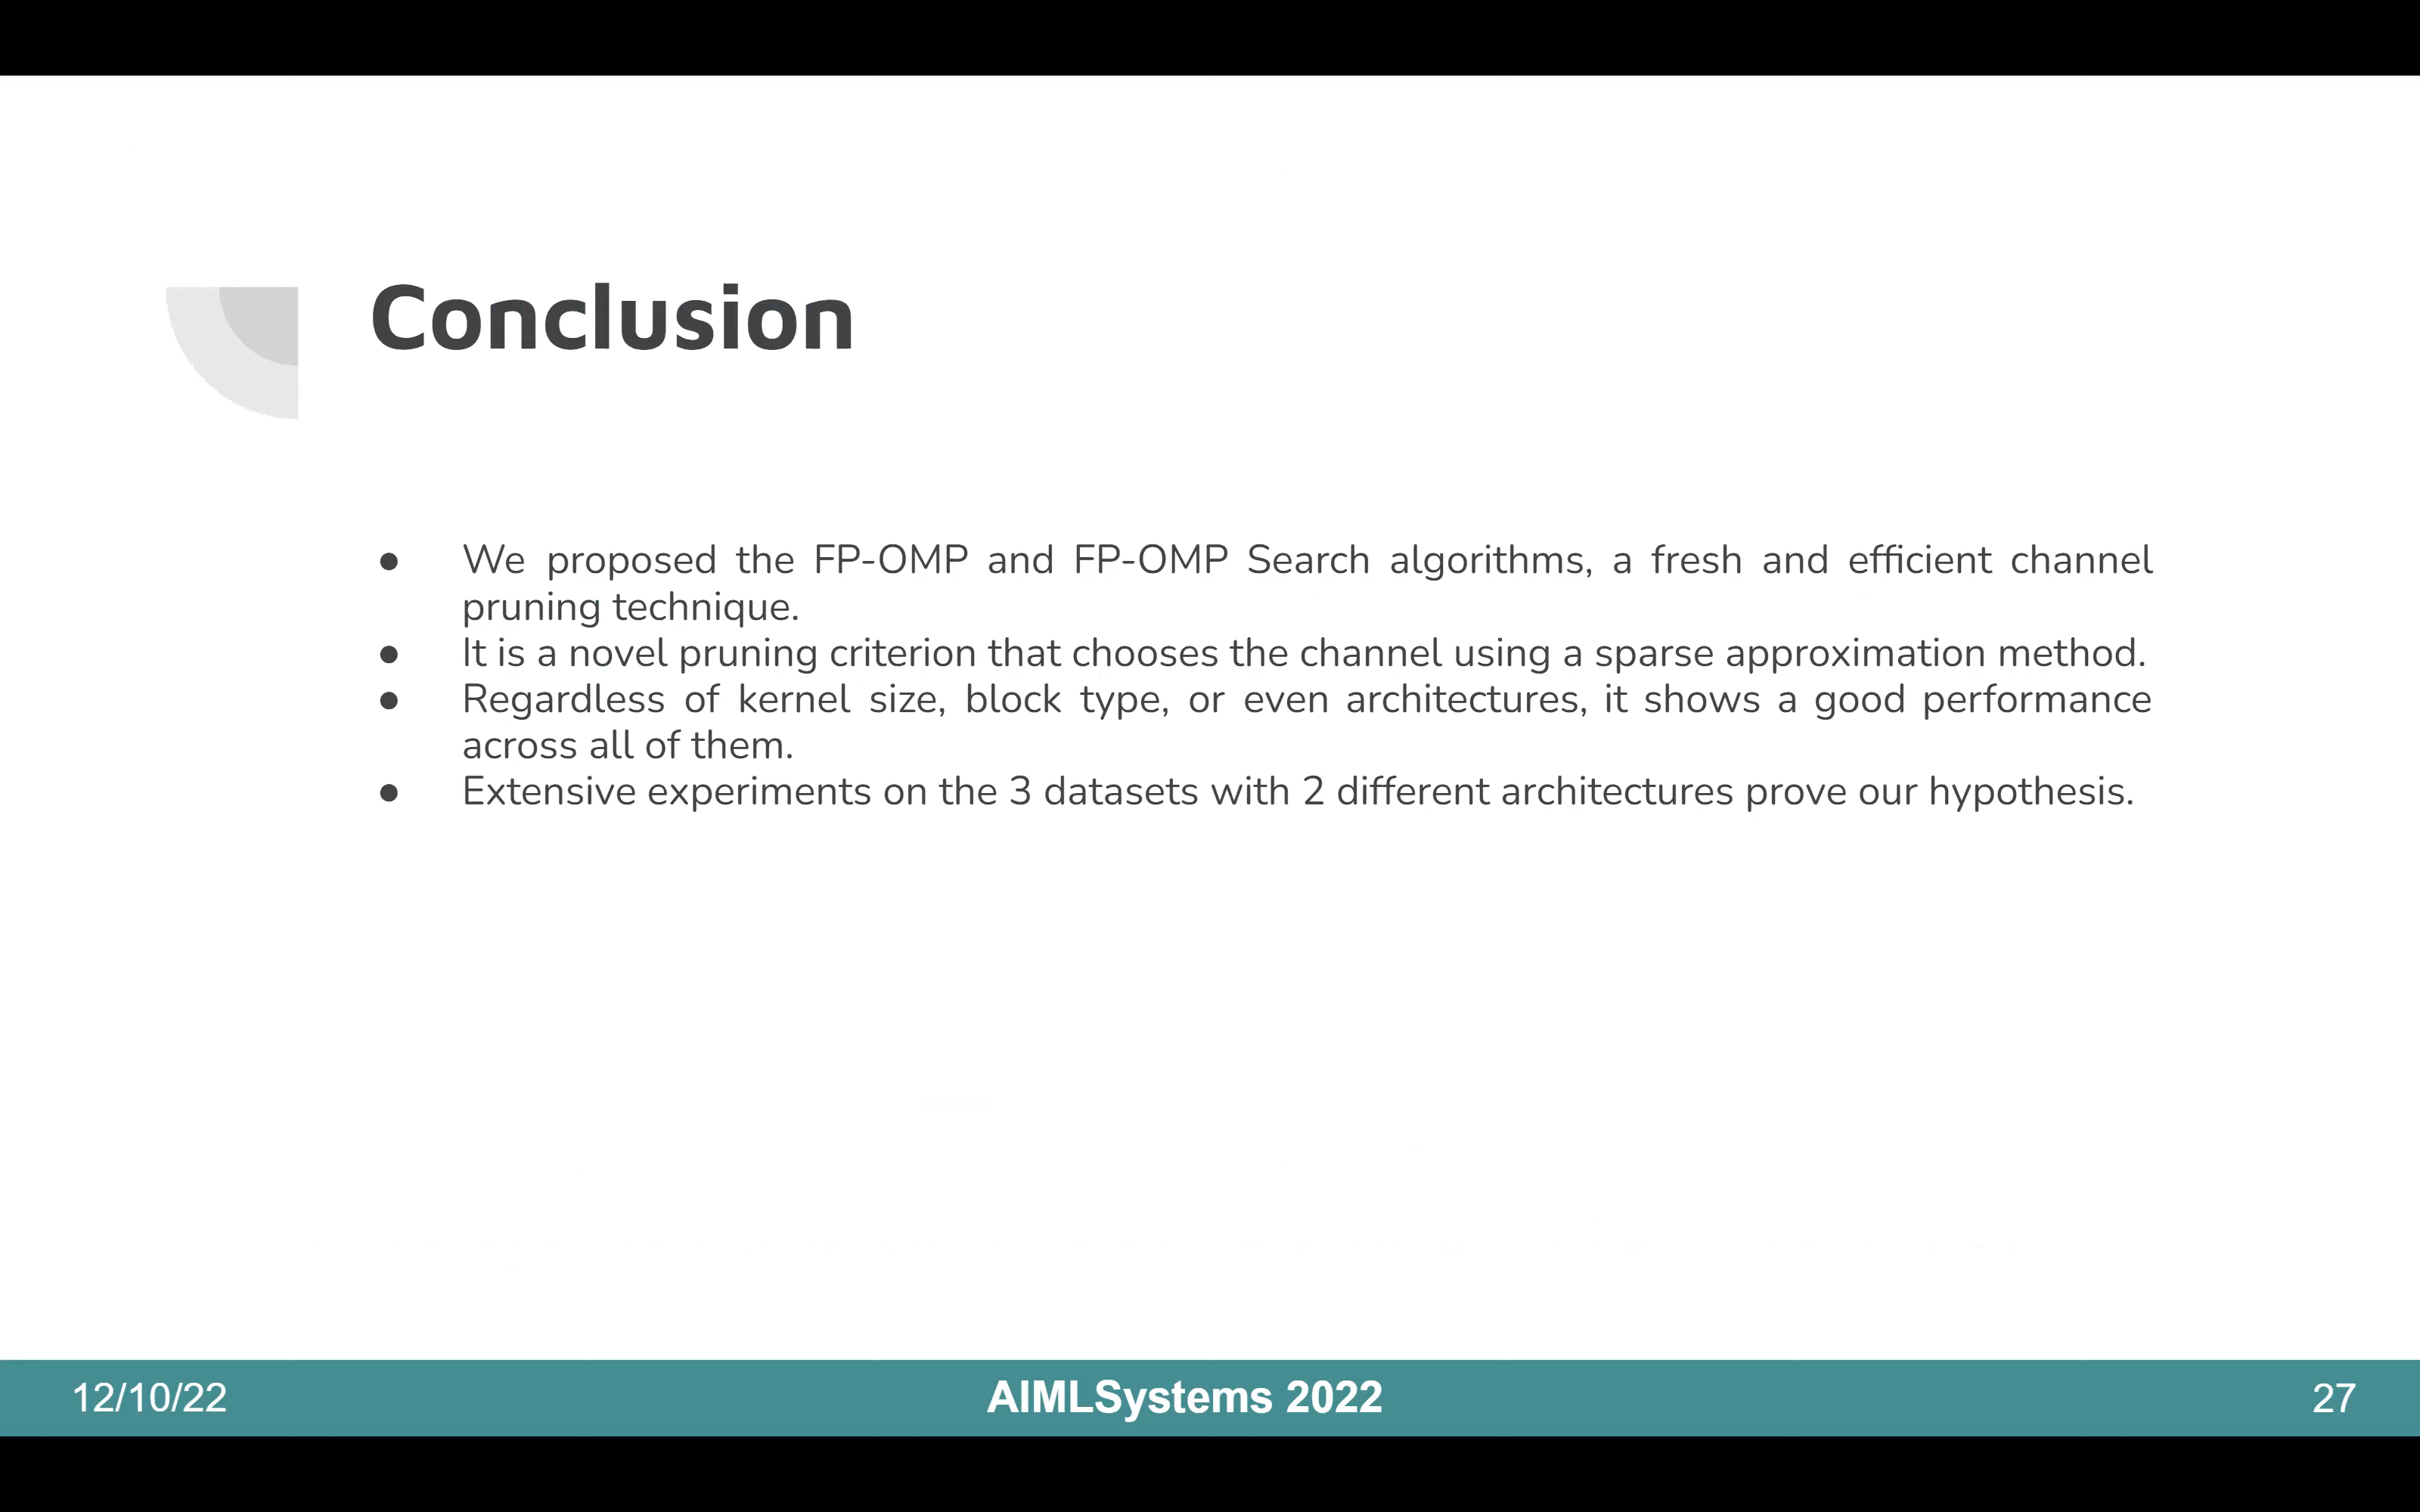 Conclusion
● We proposed the FP-OMP and FP-OMP Search algorithms, a fresh and efficient channel
pruning technique.
● It is a novel pruning criterion that chooses the channel using a sparse approximation method.
● Regardless of kernel size, block type, or even architectures, it shows a good performance
across all of them.
● Extensive experiments on the 3 datasets with 2 different architectures prove our hypothesis.
12/10/22
AIMLSystems 2022
27